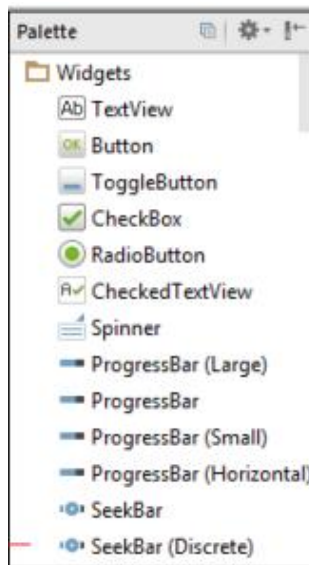 Palette
Widgets
Ab TextView
OK Button
ToggleButton
CheckBox
RadioButton
A CheckedTextView
Spinner
ProgressBar (Large)
ProgressBar
ProgressBar (Small)
ProgressBar (Horizontal)
SeekBar
SeekBar (Discrete)